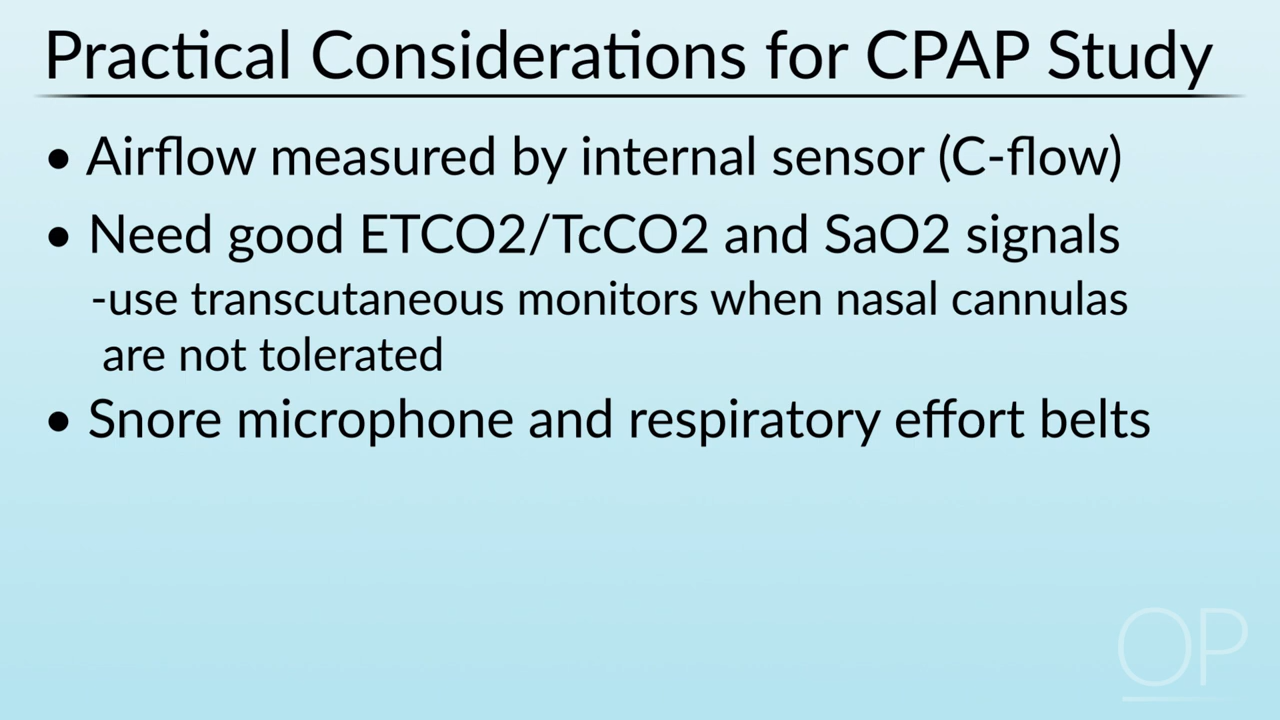 Practical Considerations for CPAP Study
• Airflow measured by internal sensor (C-flow)
• Need good ETCO2/TcCO2 and SaO2 signals
-use transcutaneous monitors when nasal cannulas
are not tolerated
• Snore microphone and respiratory effort belts
OP